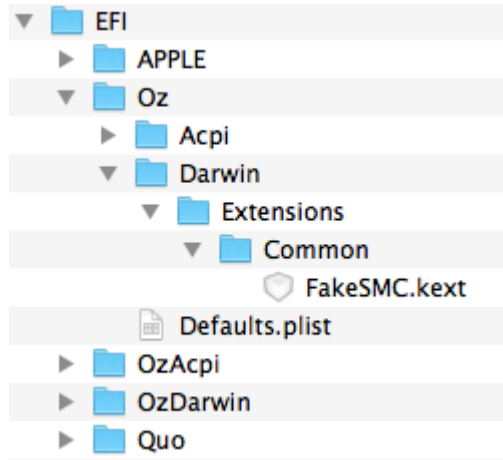 EFI
APPLE
Oz
Acpi
Darwin
Extensions
Common
FakeSMC.kext
Defaults.plist
OzAcpi
OzDarwin
Quo